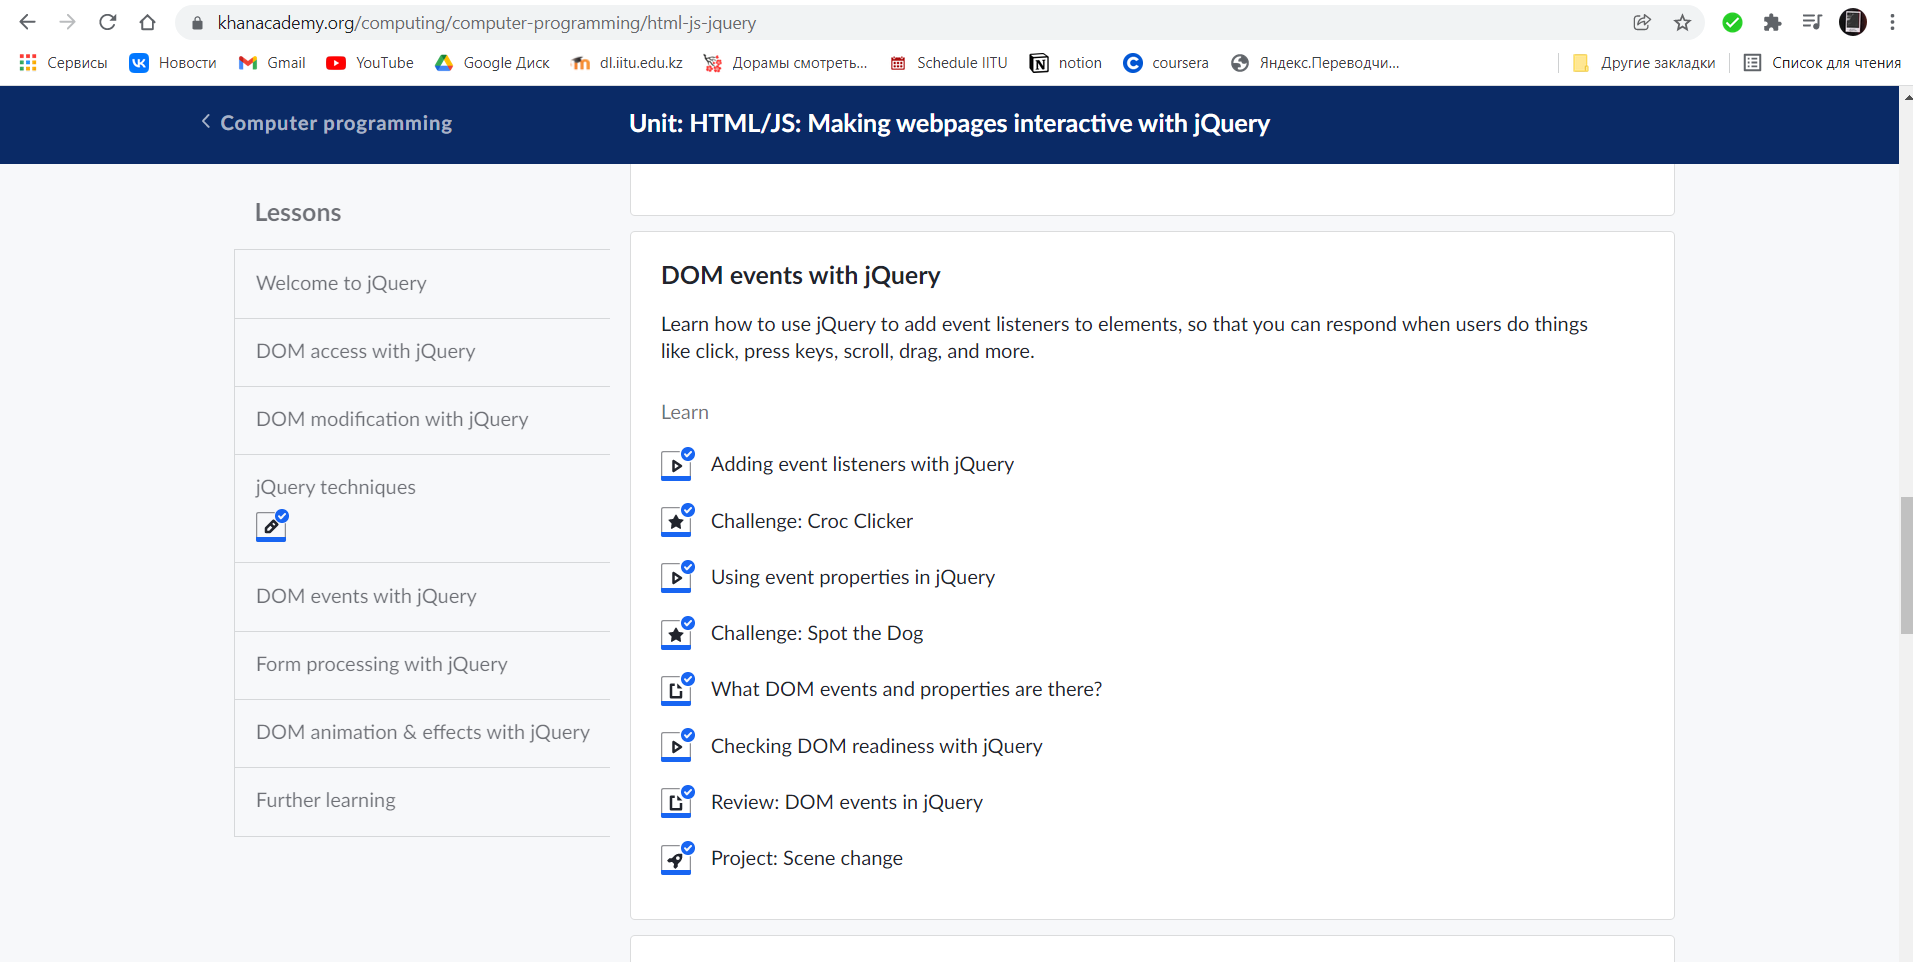 khanacademy.org/computing/computer-programming/html-js-jquery
Сервисы Новости Gmail YouTube Google Диск dl.iitu.edu.kz Дорамы смотреть... Schedule IITU notion coursera Яндекс.Переводчи... Другие закладки Список для чтения
Computer programming
Unit: HTML/JS: Making webpages interactive with jQuery
Lessons
Welcome to jQuery
DOM access with jQuery
DOM modification with jQuery
jQuery techniques
DOM events with jQuery
Form processing with jQuery
DOM animation & effects with jQuery
Further learning
DOM events with jQuery
Learn how to use jQuery to add event listeners to elements, so that you can respond when users do things
like click, press keys, scroll, drag, and more.
Learn
Adding event listeners with jQuery
Challenge: Croc Clicker
Using event properties in jQuery
Challenge: Spot the Dog
What DOM events and properties are there?
Checking DOM readiness with jQuery
Review: DOM events in jQuery
Project: Scene change